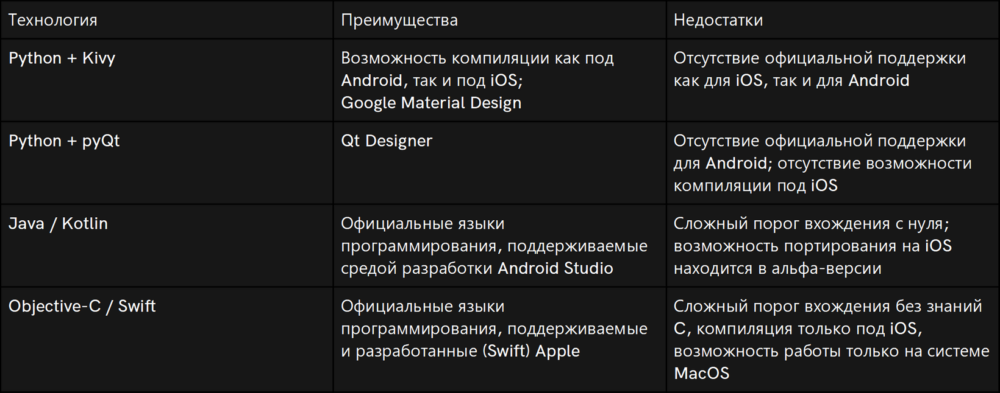 Технология
Преимущества
Недостатки
Python + Kivy
Возможность компиляции как под
Android, так и под iOS;
Google Material Design
Отсутствие официальной поддержки
как для iOS, так и для Android
Python + pyQt
Qt Designer
Отсутствие официальной поддержки
для Android; отсутствие возможности
компиляции под iOS
Java / Kotlin
Официальные языки
программирования, поддерживаемые
средой разработки Android Studio
Сложный порог вхождения с нуля;
возможность портирования на iOS
находится в альфа-версии
Objective-C / Swift
Официальные языки
программирования, поддерживаемые
и разработанные (Swift) Apple
Сложный порог вхождения без знаний
C, компиляция только под iOS,
возможность работы только на системе
MacOS